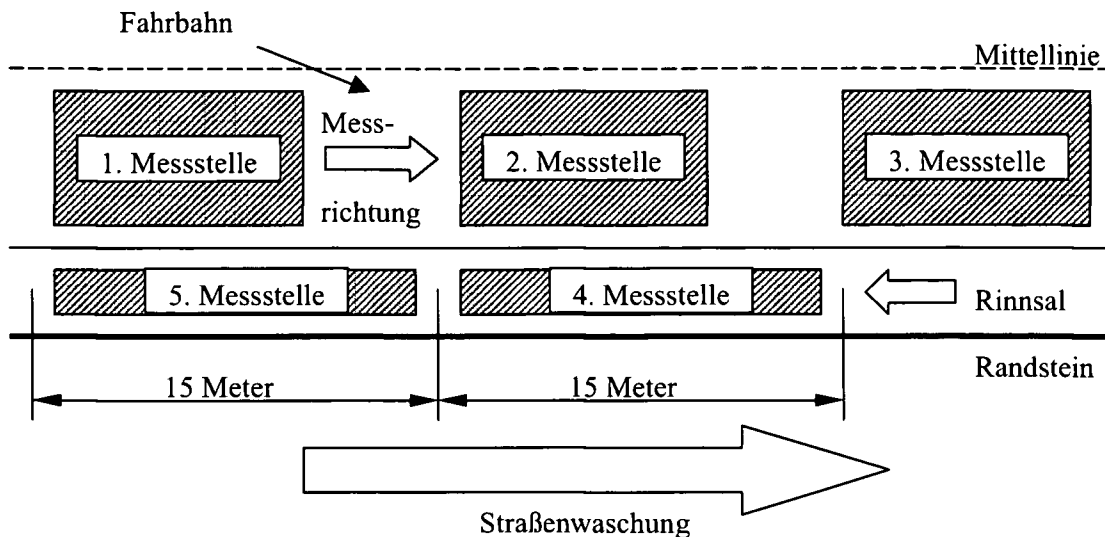 Fahrbahn
Mittellinie
Mess-
1. Messstelle
2. Messstelle
3. Messstelle
richtung
5. Messstelle
4. Messstelle
Rinnsal
Randstein
15 Meter
15 Meter
Straßenwaschung